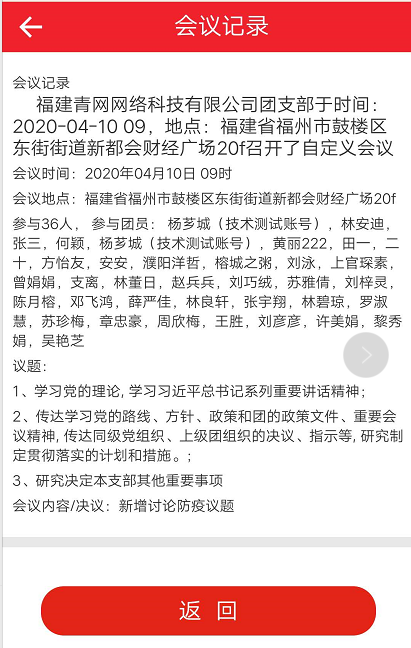 会议记录
会议记录
福建青网网络科技有限公司团支部于时间：
2020-04-10 09，地点：福建省福州市鼓楼区
东街街道新都会财经广场20f召开了自定义会议
会议时间：2020年04月10日 09时
会议地点：福建省福州市鼓楼区东街街道新都会财经广场20f
参与36人， 参与团员： 杨芗城（技术测试账号），林安迪，
张三，何颖，杨芗城（技术测试账号），黄丽222，田一，二
十，方怡友，安安，濮阳洋哲，榕城之粥，刘泳，上官琛素，
曾娟娟，支离，林董日，赵兵兵，刘巧绒，苏雅倩，刘梓灵，
陈月榕，邓飞鸿，薛严佳，林良轩，张宇翔，林碧琼，罗淑
慧，苏珍梅，章忠豪，周欣梅，王胜，刘彦彦，许美娟，黎秀
娟，吴艳芝
议题：
1、学习党的理论, 学习习近平总书记系列重要讲话精神；
2、传达学习党的路线、方针、政策和团的政策文件、重要会
议精神, 传达同级党组织、上级团组织的决议、指示等, 研究制
定贯彻落实的计划和措施。；
3、研究决定本支部其他重要事项
会议内容/决议：新增讨论防疫议题
返 回